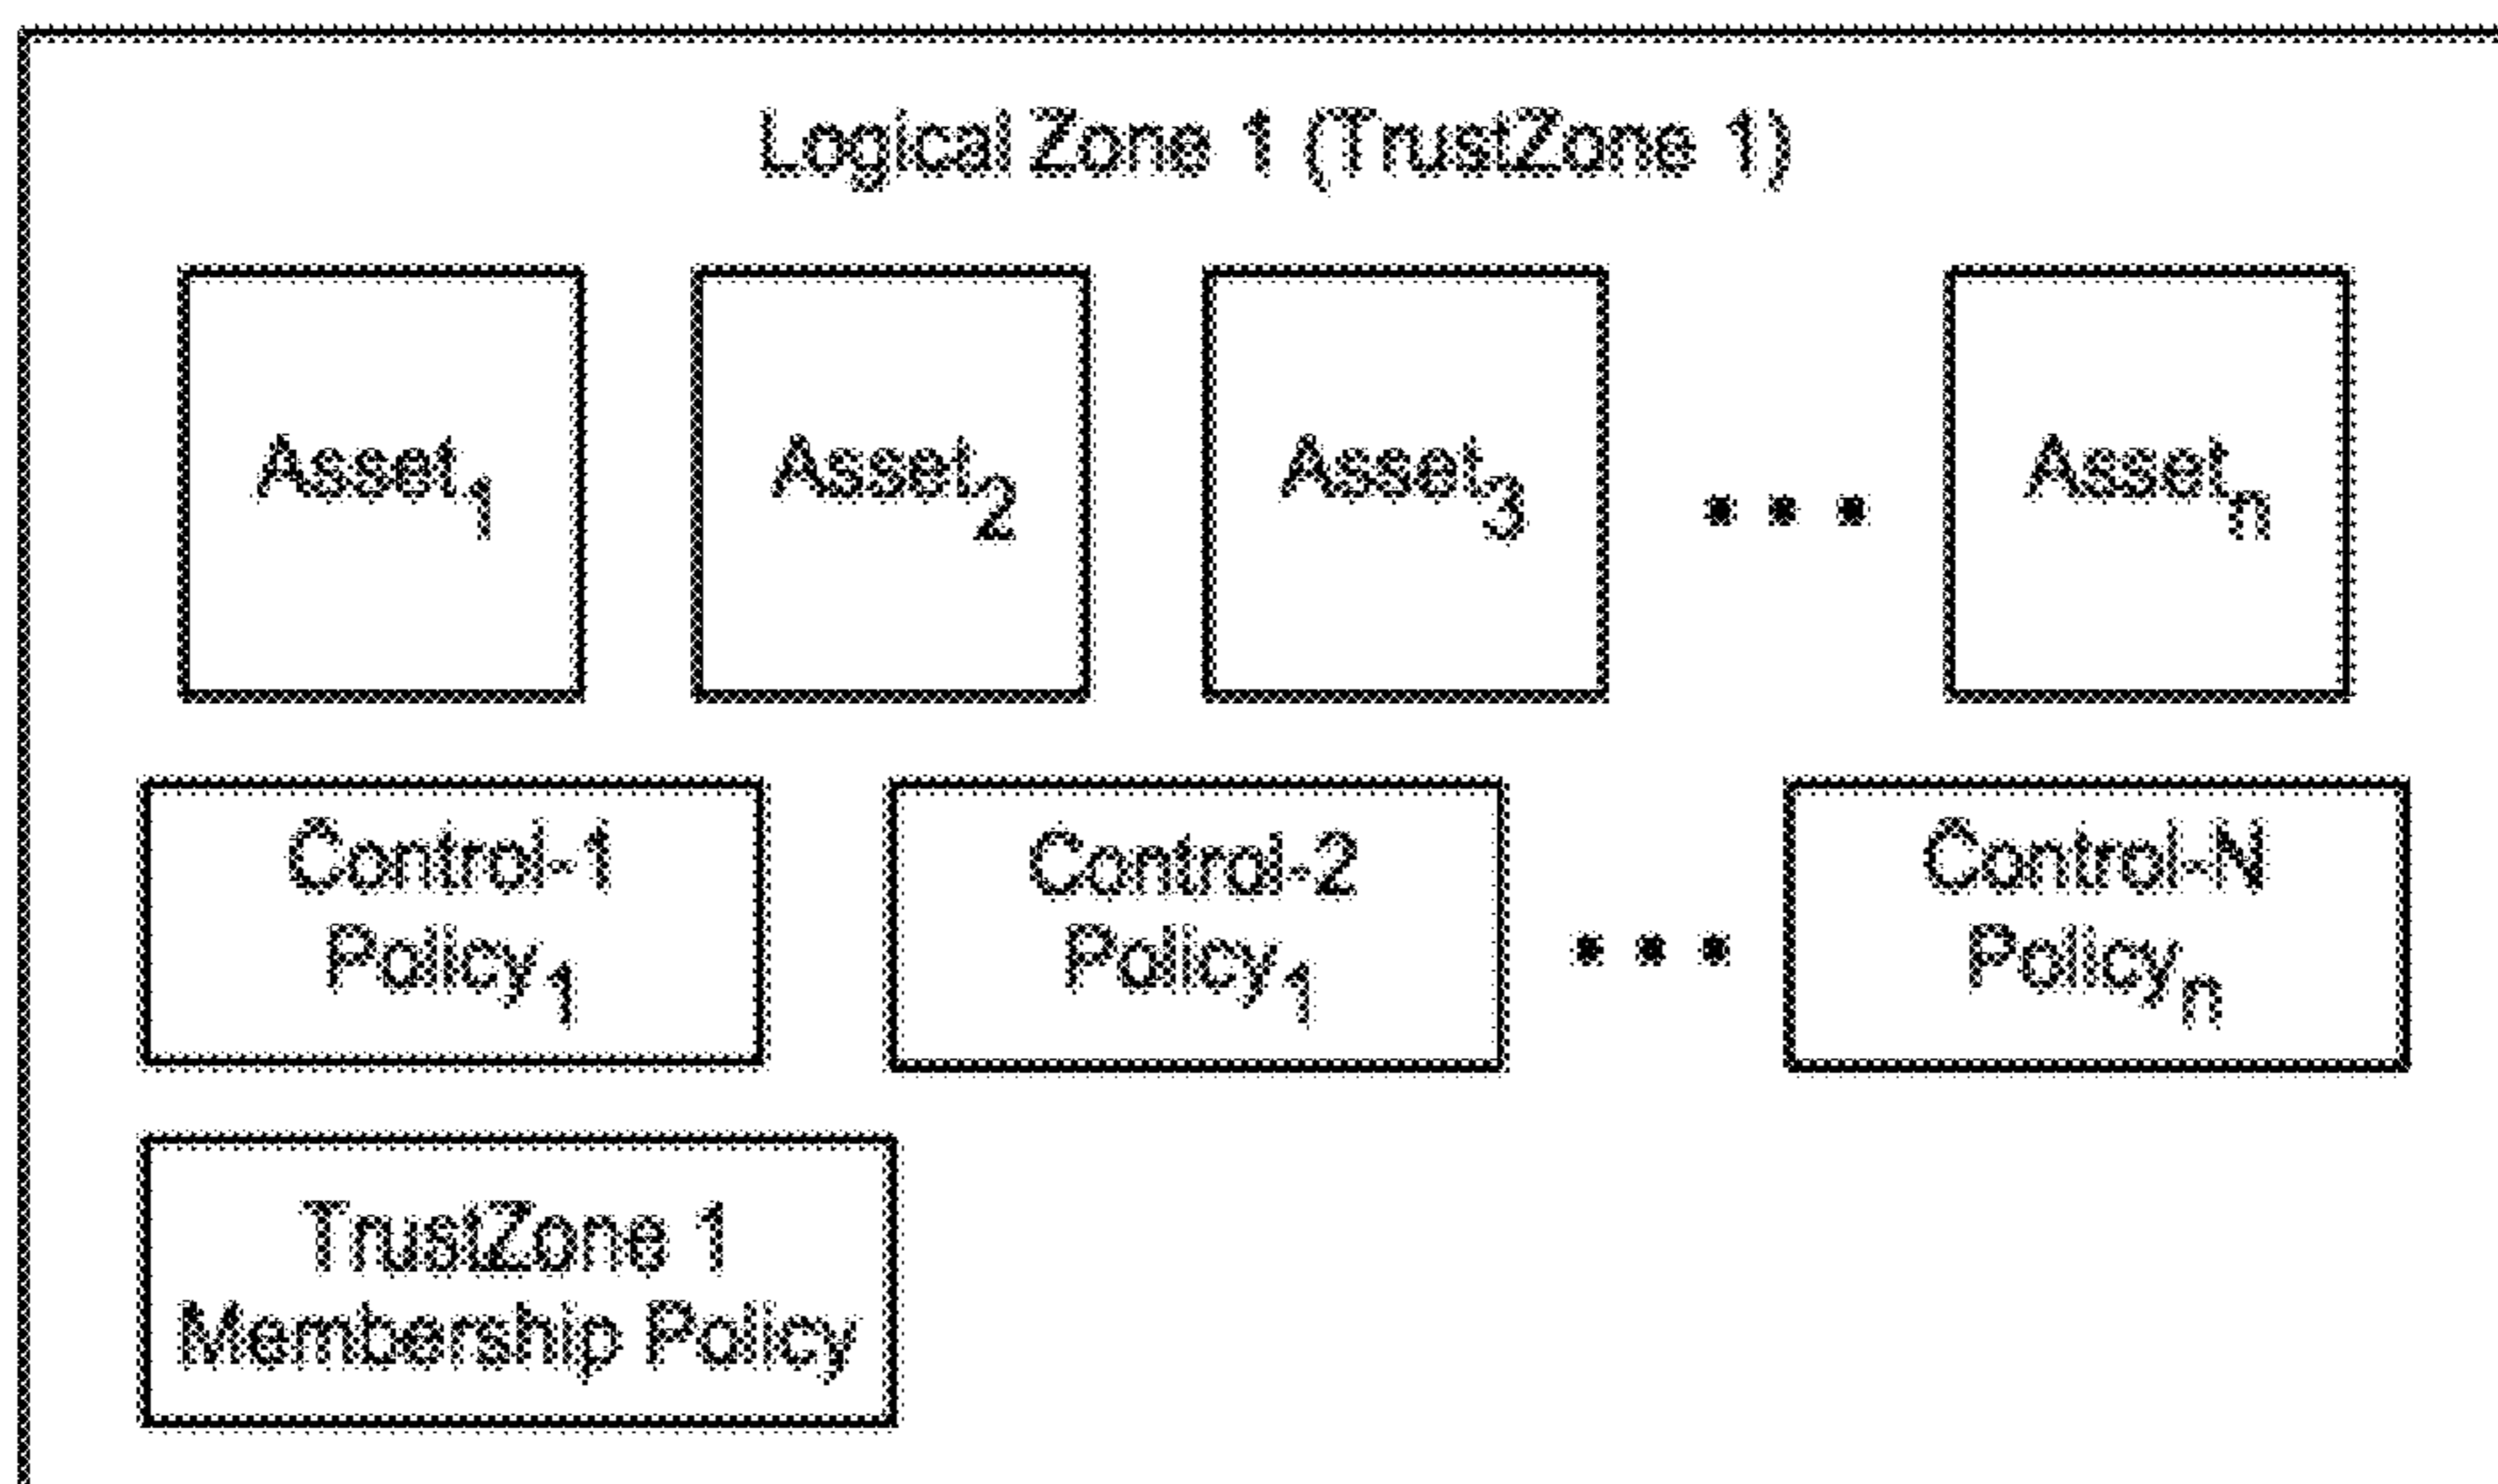 Logical Zone 1 (TrustZone 1)
Asset1 Asset2 Asset3 ... Assetn
Control-1 Control-2 Control-N
Policy1 Policy1 ... Policyn
TrustZone 1
Membership Policy